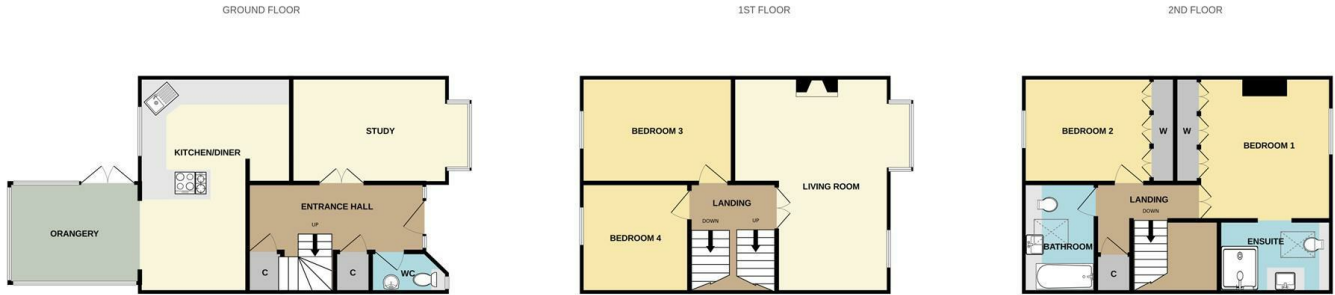 GROUND FLOOR
KITCHEN/DINER
STUDY
ORANGERY
ENTRANCE HALL
UP
C
C
WC
1ST FLOOR
BEDROOM 3
LIVING ROOM
LANDING
DOWN
UP
BEDROOM 4
2ND FLOOR
BEDROOM 2
W
W
BEDROOM 1
LANDING
DOWN
BATHROOM
C
ENSUITE